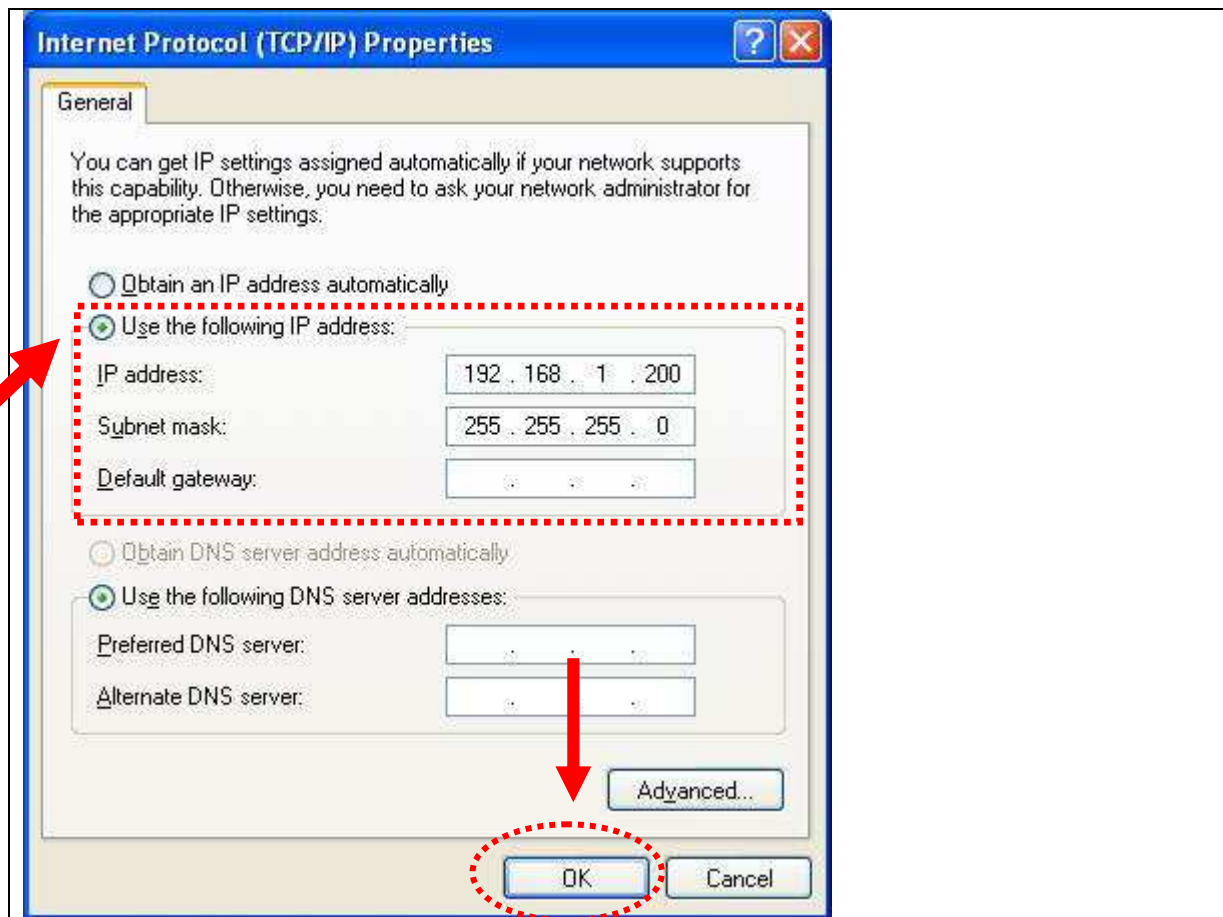 Internet Protocol (TCP/IP) Properties
General
You can get IP settings assigned automatically if your network supports
this capability. Otherwise, you need to ask your network administrator for
the appropriate IP settings.
Obtain an IP address automatically
Use the following IP address:
IP address: 192 . 168 . 1 . 200
Subnet mask: 255 . 255 . 255 . 0
Default gateway: . . .
Obtain DNS server address automatically
Use the following DNS server addresses:
Preferred DNS server: . . .
Alternate DNS server: . . .
Advanced...
OK Cancel